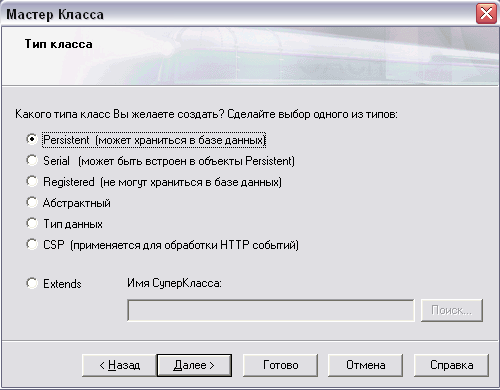 Мастер Класса
Тип класса
Какого типа класс Вы желаете создать? Сделайте выбор одного из типов:
Persistent (может храниться в базе данных)
Serial (может быть встроен в объекты Persistent)
Registered (не могут храниться в базе данных)
Абстрактный
Тип данных
CSP (применяется для обработки HTTP событий)
Extends Имя СуперКласса:
Поиск...
< Назад Далее > Готово Отмена Справка